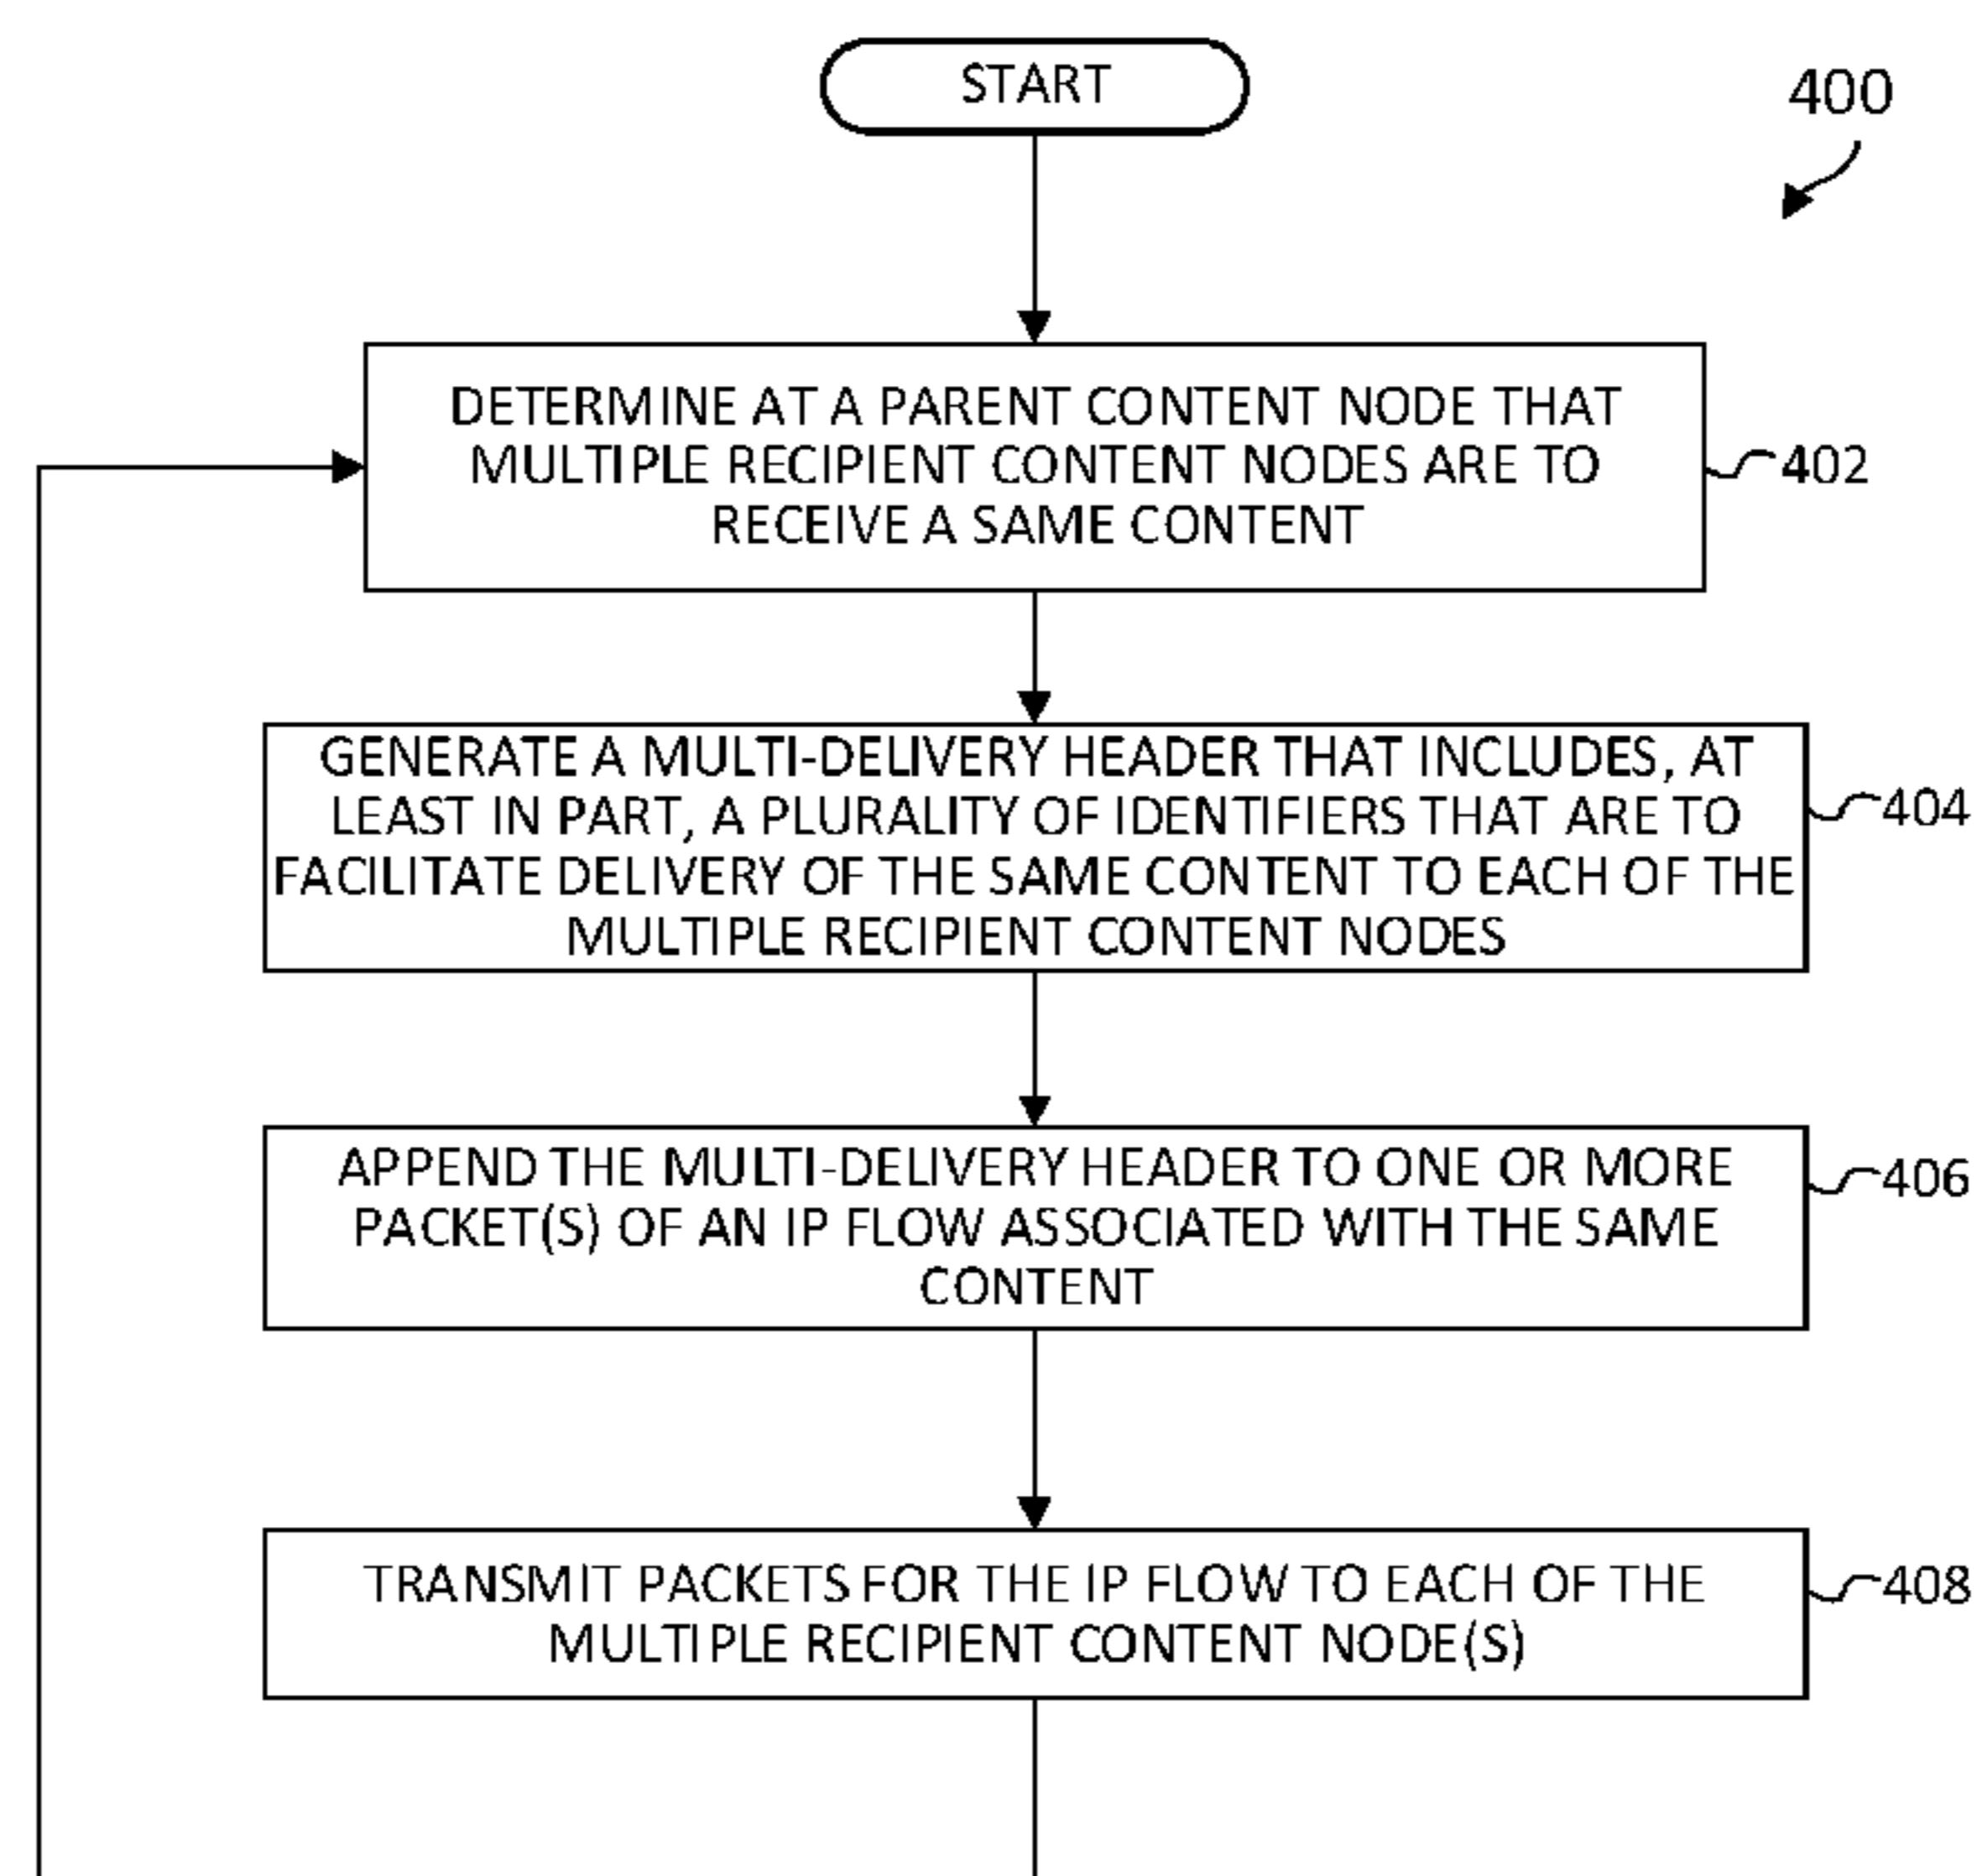 START
400
DETERMINE AT A PARENT CONTENT NODE THAT
MULTIPLE RECIPIENT CONTENT NODES ARE TO
RECEIVE A SAME CONTENT
402
GENERATE A MULTI-DELIVERY HEADER THAT INCLUDES, AT
LEAST IN PART, A PLURALITY OF IDENTIFIERS THAT ARE TO
FACILITATE DELIVERY OF THE SAME CONTENT TO EACH OF THE
MULTIPLE RECIPIENT CONTENT NODES
404
APPEND THE MULTI-DELIVERY HEADER TO ONE OR MORE
PACKET(S) OF AN IP FLOW ASSOCIATED WITH THE SAME
CONTENT
406
TRANSMIT PACKETS FOR THE IP FLOW TO EACH OF THE
MULTIPLE RECIPIENT CONTENT NODE(S)
408